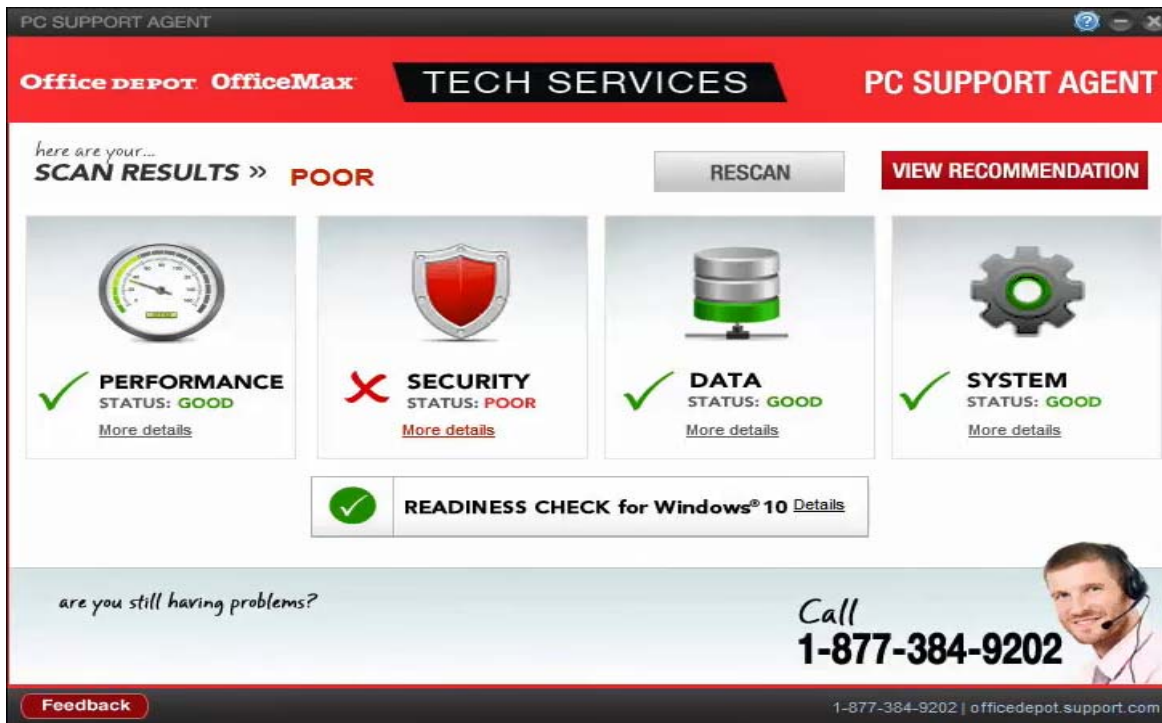 PC SUPPORT AGENT
Office DEPOT OfficeMax TECH SERVICES PC SUPPORT AGENT
here are your...
SCAN RESULTS » POOR
RESCAN
VIEW RECOMMENDATION
PERFORMANCE
STATUS: GOOD
More details
SECURITY
STATUS: POOR
More details
DATA
STATUS: GOOD
More details
SYSTEM
STATUS: GOOD
More details
READINESS CHECK for Windows® 10 Details
are you still having problems?
Call
1-877-384-9202
Feedback
1-877-384-9202 | officedepot.support.com